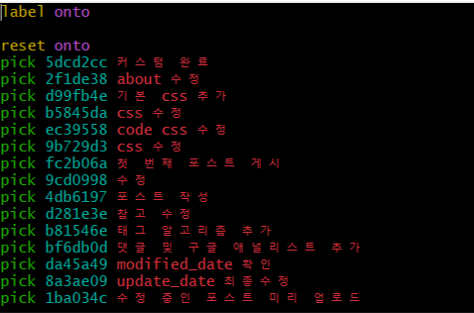 label onto

reset onto
pick 5dcd2cc 커스텀 완료
pick 2f1de38 about 수정
pick d99fb4e 기본 css 추가
pick b5845da css 수정
pick ec39558 code css 수정
pick 9b729d3 css 수정
pick fc2b06a 첫 번째 포스트 게시
pick 9cd0998 수정
pick 4db6197 포스트 작성
pick d281e3e 참고 수정
pick b81546e 태그 알고리즘 추가
pick bf6db0d 댓글 및 구글 애널리스트 추가
pick da45a49 modified_date 확인
pick 8a3ae09 update_date 최종수정
pick 1ba034c 수정 중인 포스트 미리 업로드